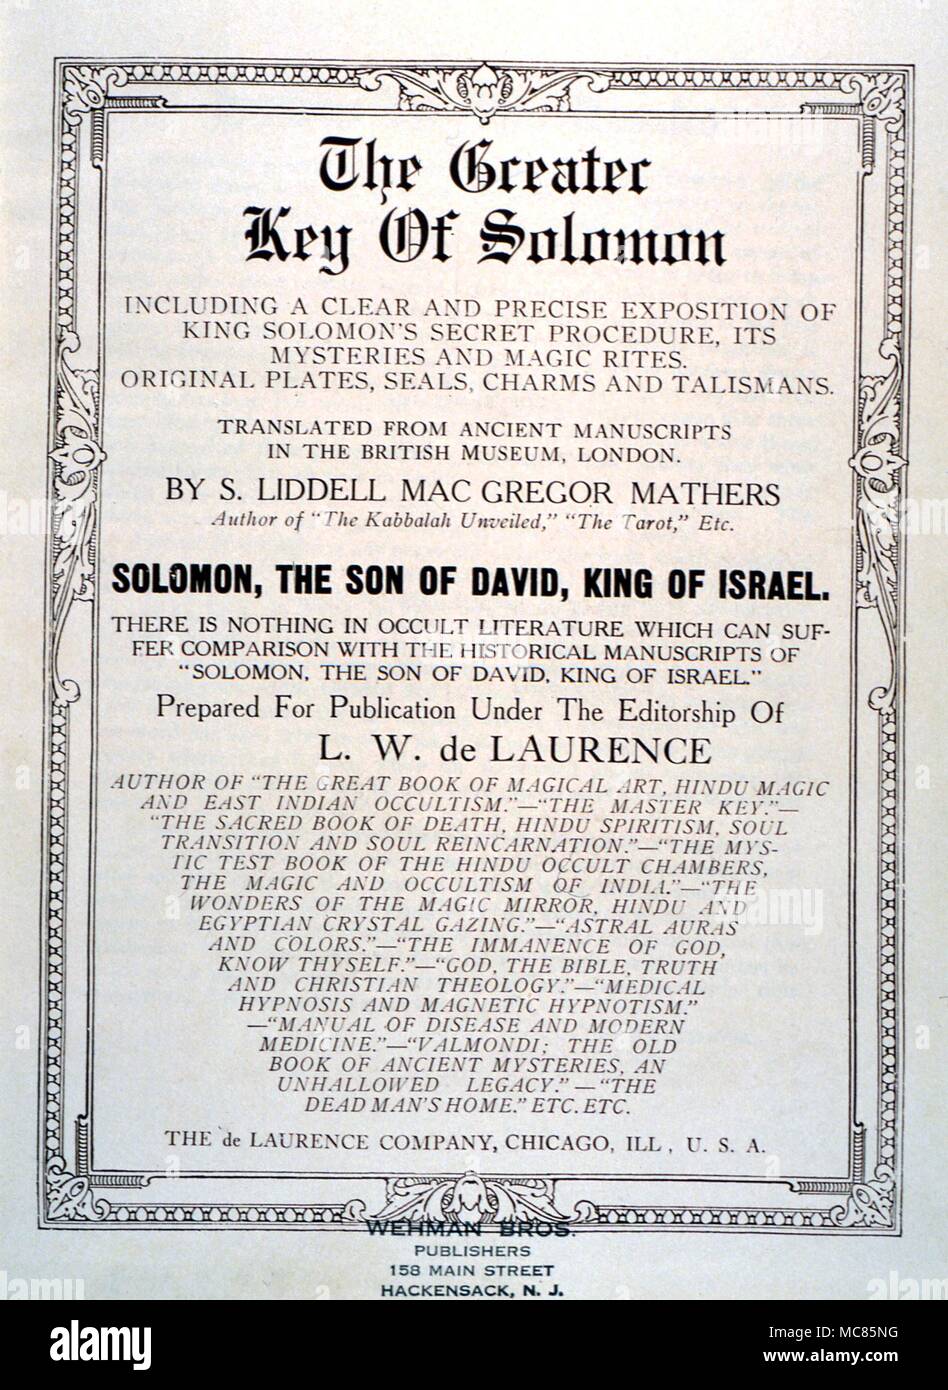 The Greater
Key Of Solomon
INCLUDING A CLEAR AND PRECISE EXPOSITION OF
KING SOLOMON'S SECRET PROCEDURE, ITS
MYSTERIES AND MAGIC RITES.
ORIGINAL PLATES, SEALS, CHARMS AND TALISMANS.
TRANSLATED FROM ANCIENT MANUSCRIPTS
IN THE BRITISH MUSEUM, LONDON.
BY S. LIDDELL MAC GREGOR MATHERS
Author of "The Kabbalah Unveiled," "The Tarot," Etc.
SOLOMON, THE SON OF DAVID, KING OF ISRAEL.
THERE IS NOTHING IN OCCULT LITERATURE WHICH CAN SUF-
FER COMPARISON WITH THE HISTORICAL MANUSCRIPTS OF
"SOLOMON, THE SON OF DAVID, KING OF ISRAEL."
Prepared For Publication Under The Editorship Of
L. W. de LAURENCE
AUTHOR OF "THE GREAT BOOK OF MAGICAL ART, HINDU MAGIC
AND EAST INDIAN OCCULTISM."—"THE MASTER KEY."—
"THE SACRED BOOK OF DEATH, HINDU SPIRITISM, SOUL
TRANSITION AND SOUL REINCARNATION."—"THE MYS-
TIC TEST BOOK OF THE HINDU OCCULT CHAMBERS,
THE MAGIC AND OCCULTISM OF INDIA."—"THE
WONDERS OF THE MAGIC MIRROR, HINDU AND
EGYPTIAN CRYSTAL GAZING."—"ASTRAL AURAS
AND COLORS."—"THE IMMANENCE OF GOD,
KNOW THYSELF."—"GOD, THE BIBLE, TRUTH
AND CHRISTIAN THEOLOGY."—"MEDICAL
HYPNOSIS AND MAGNETIC HYPNOTISM."
—"MANUAL OF DISEASE AND MODERN
MEDICINE."—"VALMONDI; THE OLD
BOOK OF ANCIENT MYSTERIES, AN
UNHALLOWED LEGACY."—"THE
DEAD MAN'S HOME." ETC. ETC.
THE de LAURENCE COMPANY, CHICAGO, ILL, U. S. A.
WEHMAN BROS.
PUBLISHERS
158 MAIN STREET
HACKENSACK, N. J.
alamy
Image ID: MC85NG
www.alamy.com